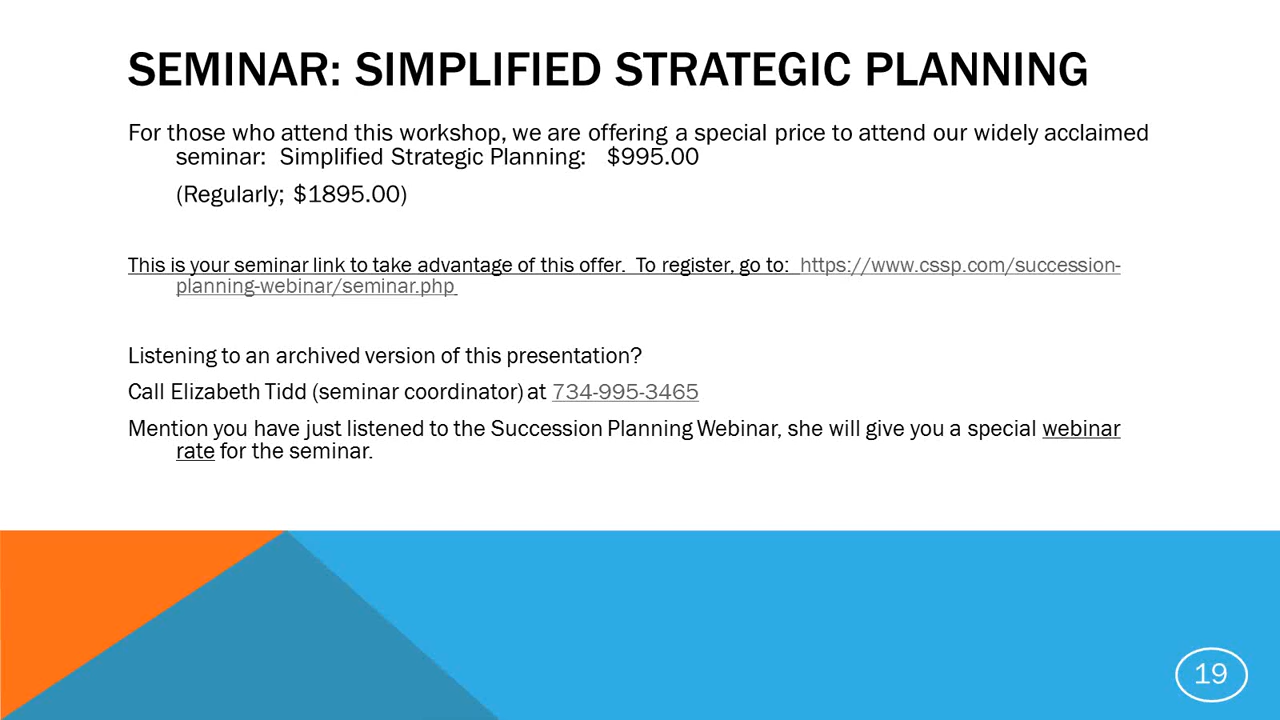 SEMINAR: SIMPLIFIED STRATEGIC PLANNING
For those who attend this workshop, we are offering a special price to attend our widely acclaimed
seminar: Simplified Strategic Planning: $995.00
(Regularly; $1895.00)
This is your seminar link to take advantage of this offer. To register, go to: https://www.cssp.com/succession-
planning-webinar/seminar.php
Listening to an archived version of this presentation?
Call Elizabeth Tidd (seminar coordinator) at 734-995-3465
Mention you have just listened to the Succession Planning Webinar, she will give you a special webinar
rate for the seminar.
19